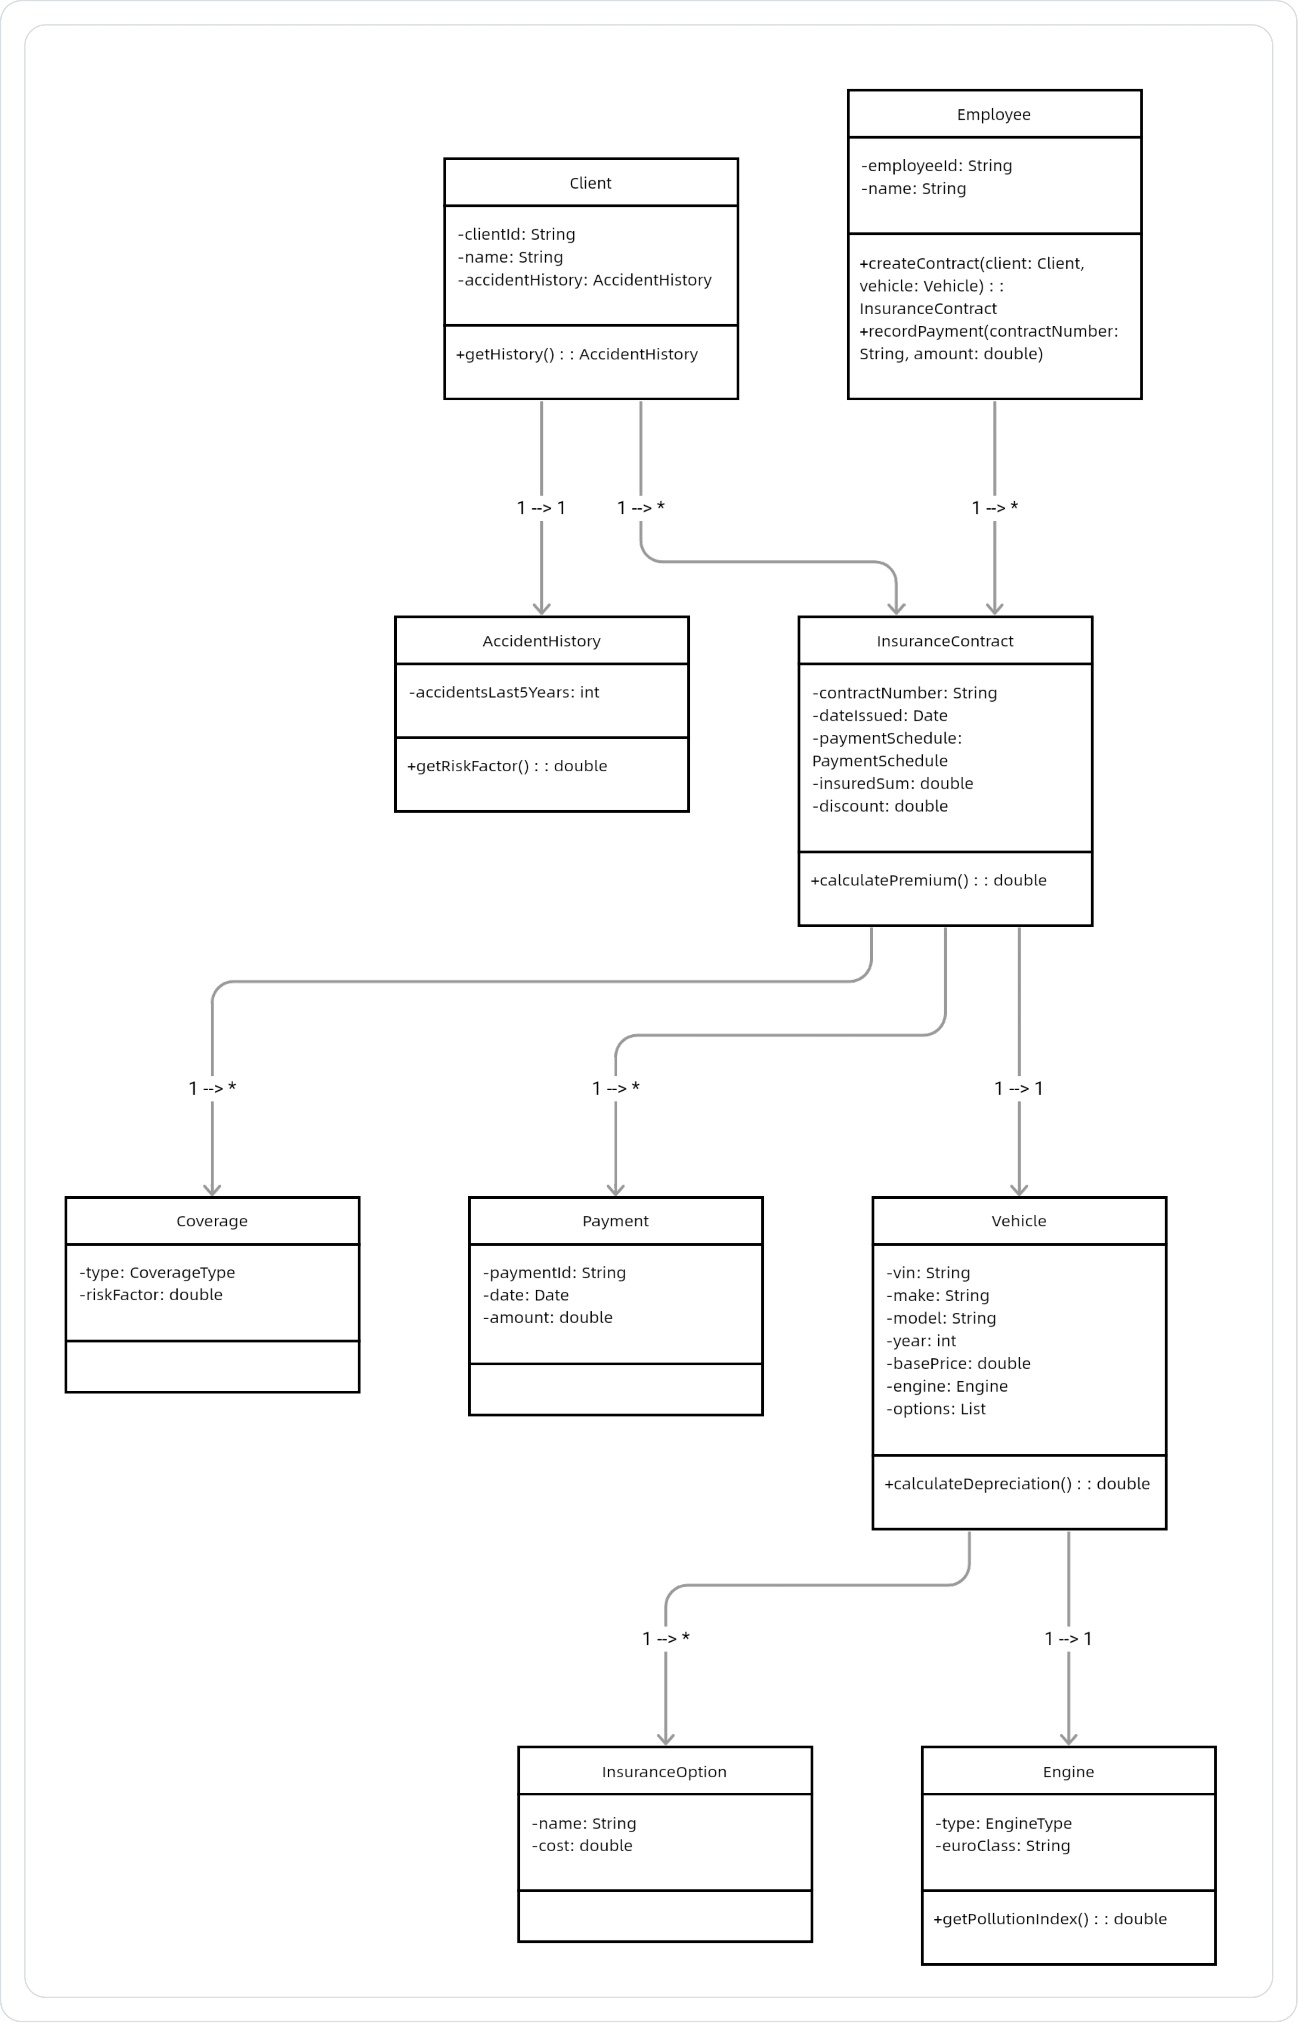 Employee
-employeeId: String
-name: String
+createContract(client: Client,
vehicle: Vehicle) : :
InsuranceContract
+recordPayment(contractNumber:
String, amount: double)
Client
-clientId: String
-name: String
-accidentHistory: AccidentHistory
+getHistory() : : AccidentHistory
1 --> 1
1 --> *
1 --> *
AccidentHistory
-accidentsLast5Years: int
+getRiskFactor() : : double
InsuranceContract
-contractNumber: String
-dateIssued: Date
-paymentSchedule:
PaymentSchedule
-insuredSum: double
-discount: double
+calculatePremium() : : double
1 --> *
1 --> *
1 --> 1
Coverage
-type: CoverageType
-riskFactor: double
Payment
-paymentId: String
-date: Date
-amount: double
Vehicle
-vin: String
-make: String
-model: String
-year: int
-basePrice: double
-engine: Engine
-options: List
+calculateDepreciation() : : double
1 --> *
1 --> 1
InsuranceOption
-name: String
-cost: double
Engine
-type: EngineType
-euroClass: String
+getPollutionIndex() : : double